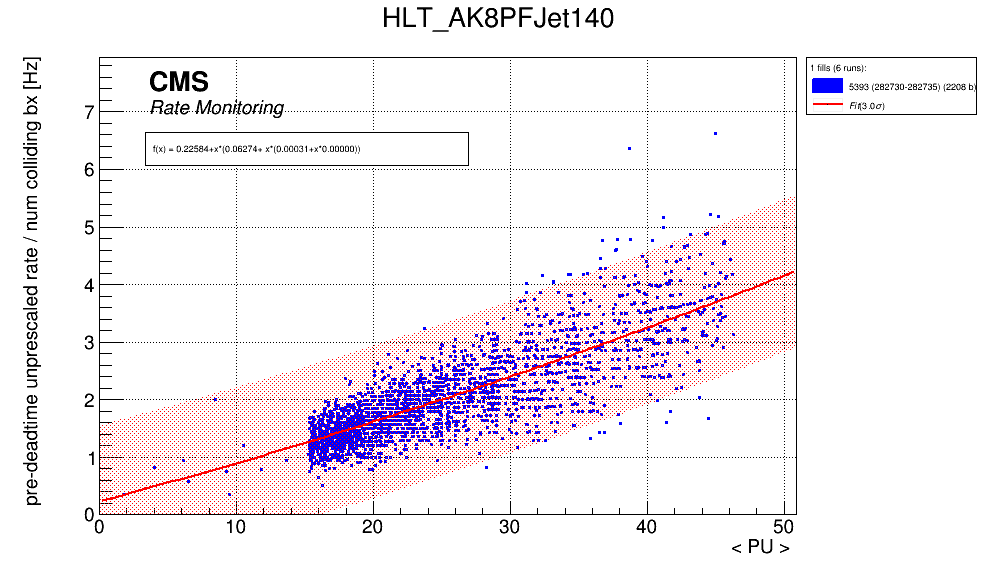 HLT_AK8PFJet140
pre-deadtime unprescaled rate / num colliding bx [Hz]
CMS
Rate Monitoring
f(x) = 0.22584+x*(0.06274+ x*(0.00031+x*0.00000))
1 fills (6 runs):
5393 (282730-282735) (2208 b)
Fit(3.0σ)
7
6
5
4
3
2
1
0
0 10 20 30 40 50
< PU >